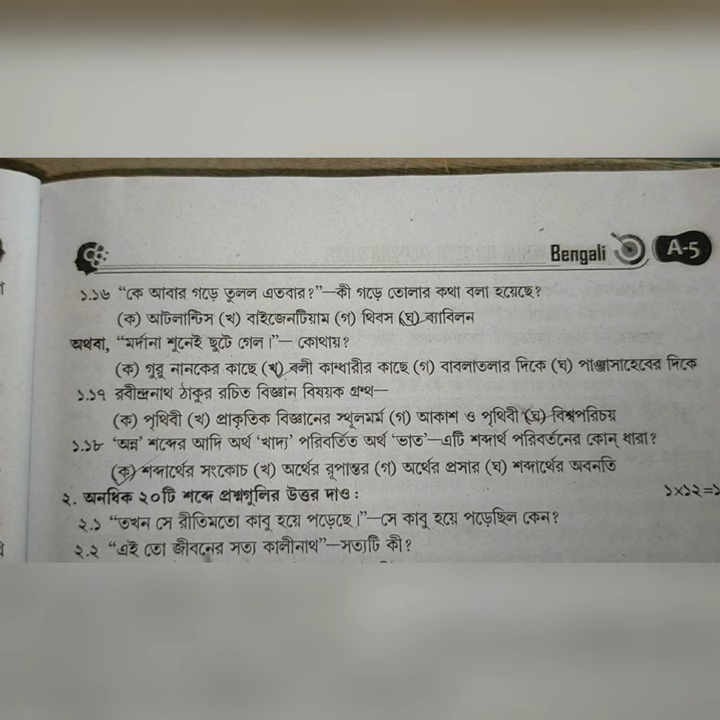 Bengali A-5
১.১৬ “কে আবার গড়ে তুলল এতবার?”—কী গড়ে তোলার কথা বলা হয়েছে?
(ক) আটলান্টিস (খ) বাইজেনটিয়াম (গ) থিবস (ঘ) ব্যাবিলন
অথবা, “মর্দানা শুনেই ছুটে গেল।”— কোথায়?
(ক) গুরু নানকের কাছে (খ) বলী কান্ধারীর কাছে (গ) বাবলাতলার দিকে (ঘ) পাঞ্জাসাহেবের দিকে
১.১৭ রবীন্দ্রনাথ ঠাকুর রচিত বিজ্ঞান বিষয়ক গ্রন্থ—
(ক) পৃথিবী (খ) প্রাকৃতিক বিজ্ঞানের স্থূলমর্ম (গ) আকাশ ও পৃথিবী (ঘ) বিশ্বপরিচয়
১.১৮ ‘অন্ন’ শব্দের আদি অর্থ ‘খাদ্য’ পরিবর্তিত অর্থ ‘ভাত’—এটি শব্দার্থ পরিবর্তনের কোন্ ধারা?
(ক) শব্দার্থের সংকোচ (খ) অর্থের রূপান্তর (গ) অর্থের প্রসার (ঘ) শব্দার্থের অবনতি
২. অনধিক ২০টি শব্দে প্রশ্নগুলির উত্তর দাও : ১×১২=১
২.১ “তখন সে রীতিমতো কাবু হয়ে পড়েছে।”—সে কাবু হয়ে পড়েছিল কেন?
২.২ “এই তো জীবনের সত্য কালীনাথ”—সত্যটি কী?